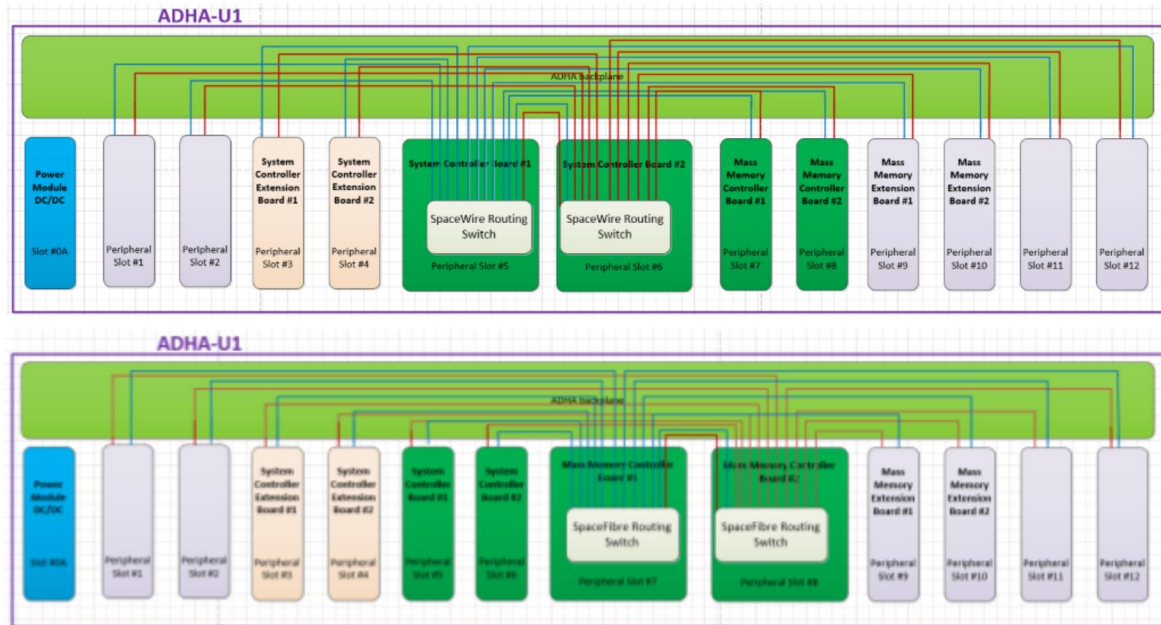 ADHA-U1
ADHA backplane
Power
Module
DC/DC
Slot #0A
Peripheral
Slot #1
Peripheral
Slot #2
System
Controller
Extension
Board #1
Peripheral
Slot #3
System
Controller
Extension
Board #2
Peripheral
Slot #4
System Controller Board #1
SpaceWire Routing
Switch
Peripheral Slot #5
System Controller Board #2
SpaceWire Routing
Switch
Peripheral Slot #6
Mass
Memory
Controller
Board #1
Peripheral
Slot #7
Mass
Memory
Controller
Board #2
Peripheral
Slot #8
Mass
Memory
Extension
Board #1
Peripheral
Slot #9
Mass
Memory
Extension
Board #2
Peripheral
Slot #10
Peripheral
Slot #11
Peripheral
Slot #12
ADHA-U1
ADHA backplane
Power
Module
DC/DC
Slot #0A
Peripheral
Slot #1
Peripheral
Slot #2
System
Controller
Extension
Board #1
Peripheral
Slot #3
System
Controller
Extension
Board #2
Peripheral
Slot #4
System
Controller
Board #1
Peripheral
Slot #5
System
Controller
Board #2
Peripheral
Slot #6
Mass Memory Controller
Board #1
SpaceFibre Routing
Switch
Peripheral Slot #7
Mass Memory Controller
Board #2
SpaceFibre Routing
Switch
Peripheral Slot #8
Mass
Memory
Extension
Board #1
Peripheral
Slot #9
Mass
Memory
Extension
Board #2
Peripheral
Slot #10
Peripheral
Slot #11
Peripheral
Slot #12